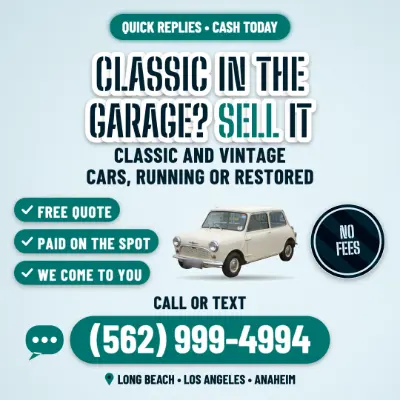 QUICK REPLIES • CASH TODAY
CLASSIC IN THE
GARAGE? SELL IT
CLASSIC AND VINTAGE
CARS, RUNNING OR RESTORED
FREE QUOTE
PAID ON THE SPOT
WE COME TO YOU
NO
FEES
CALL OR TEXT
(562) 999-4994
LONG BEACH • LOS ANGELES • ANAHEIM